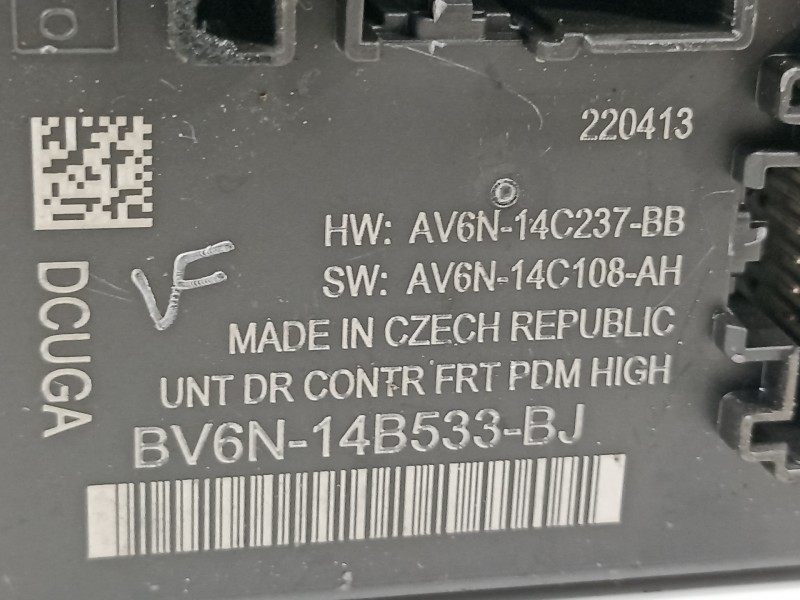 220413
HW: AV6N-14C237-BB
SW: AV6N-14C108-AH
MADE IN CZECH REPUBLIC
UNT DR CONTR FRT PDM HIGH
BV6N-14B533-BJ
DCUGA
VF